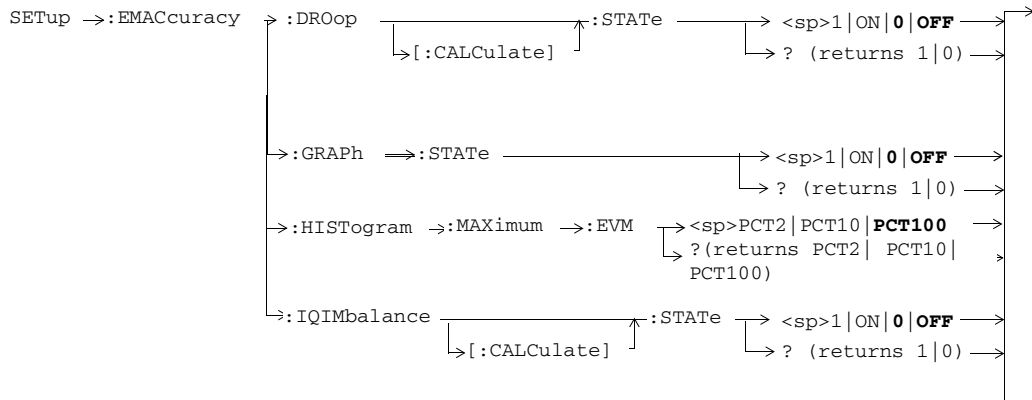 SETup :EMACcuracy :DROop :STATe <sp>1|ON|0|OFF
[:CALCulate] ? (returns 1|0)
:GRAPh :STATe <sp>1|ON|0|OFF
? (returns 1|0)
:HISTogram :MAXimum :EVM <sp>PCT2|PCT10|PCT100
?(returns PCT2| PCT10|
PCT100)
:IQIMbalance :STATe <sp>1|ON|0|OFF
[:CALCulate] ? (returns 1|0)